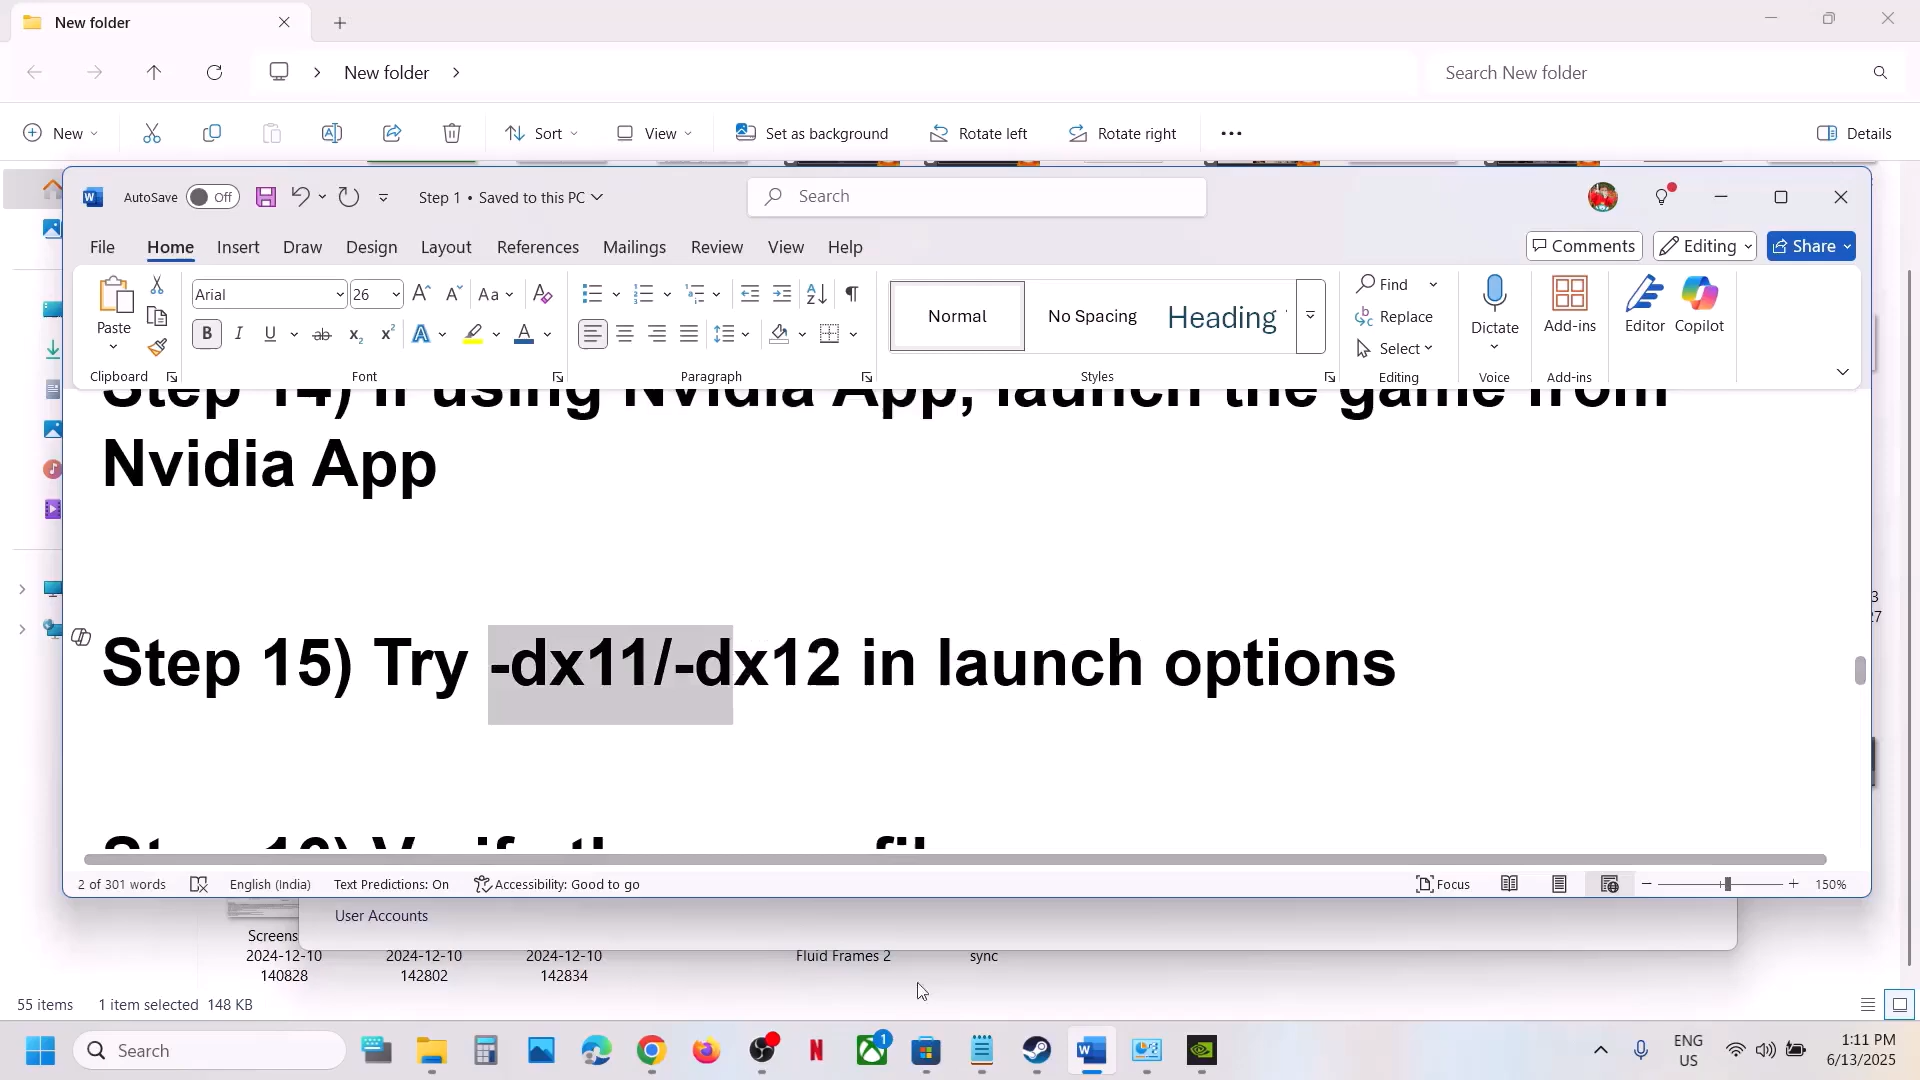 New folder
New folder
Search New folder
New
Sort
View
Set as background
Rotate left
Rotate right
Details
AutoSave
Off
Step 1 • Saved to this PC
Search
File
Home
Insert
Draw
Design
Layout
References
Mailings
Review
View
Help
Comments
Editing
Share
Paste
Clipboard
Arial
26
Font
Paragraph
Normal
No Spacing
Heading
Styles
Find
Replace
Select
Editing
Dictate
Voice
Add-ins
Add-ins
Editor
Copilot
Step 14) If using Nvidia App, launch the game from
Nvidia App
Step 15) Try -dx11/-dx12 in launch options
2 of 301 words
English (India)
Text Predictions: On
Accessibility: Good to go
Focus
150%
User Accounts
Screens
2024-12-10
140828
2024-12-10
142802
2024-12-10
142834
Fluid Frames 2
sync
55 items
1 item selected 148 KB
Search
1
ENG
US
1:11 PM
6/13/2025